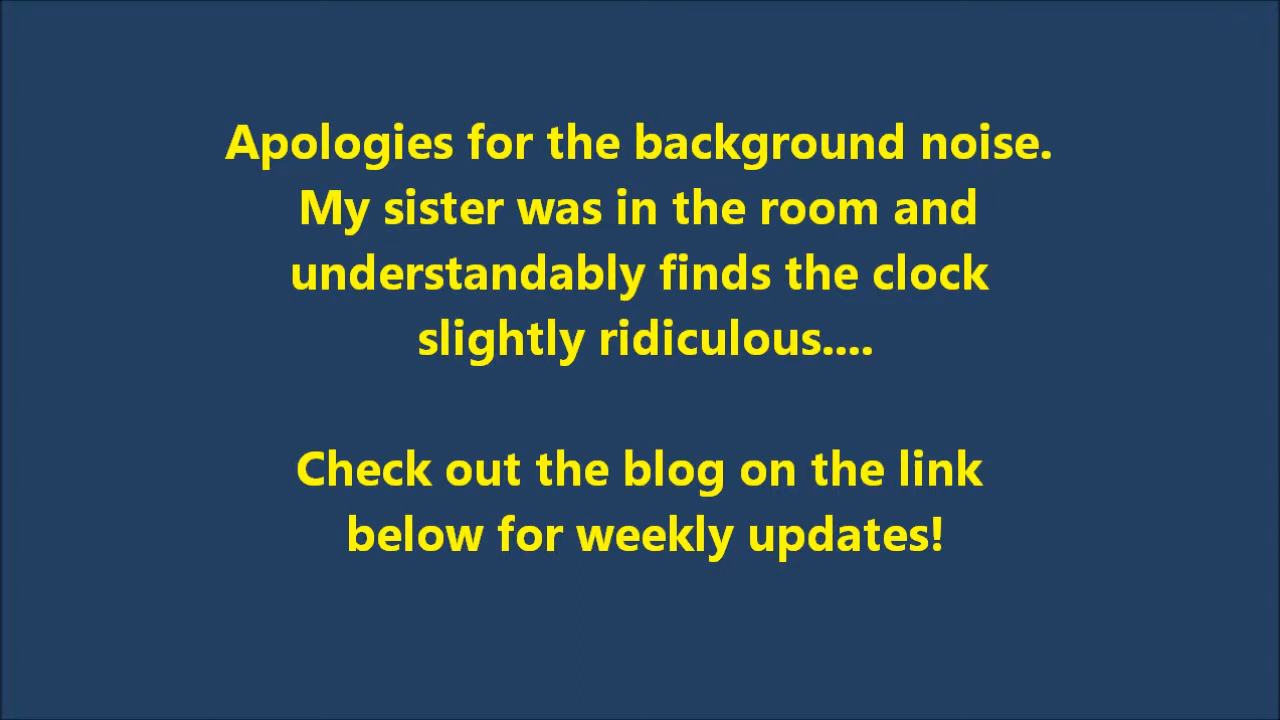 Apologies for the background noise.
My sister was in the room and
understandably finds the clock
slightly ridiculous....
Check out the blog on the link
below for weekly updates!